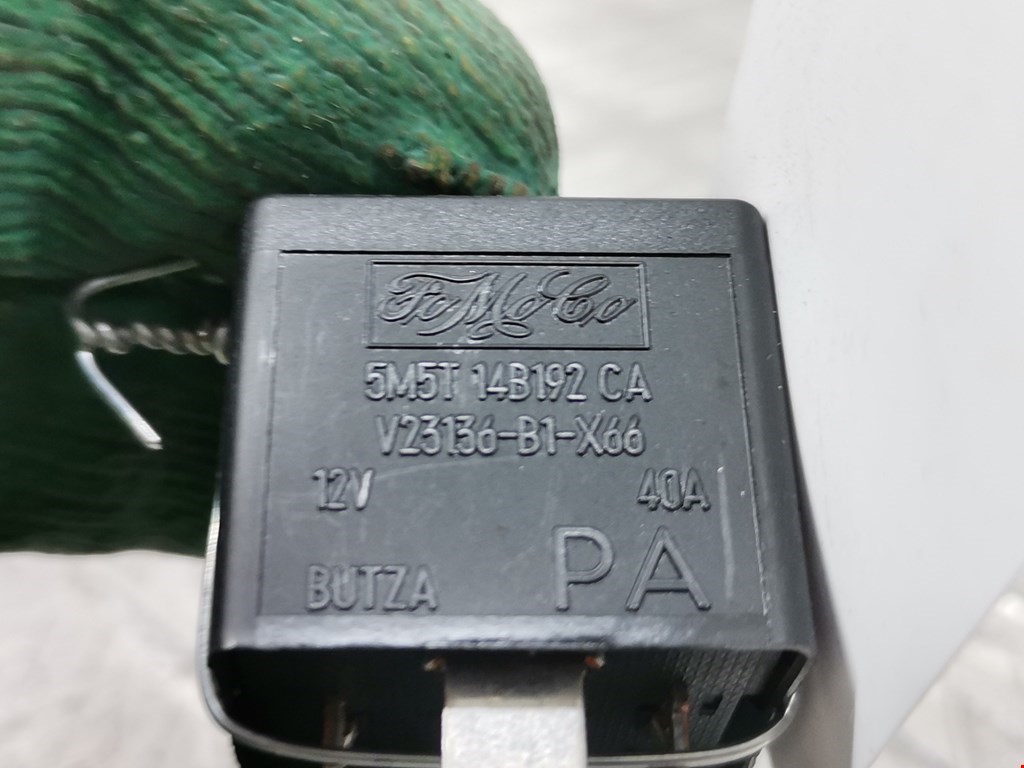 FoMoCo
5M5T 14B192 CA
V23136-B1-X66
12V 40A
BUTZA PA